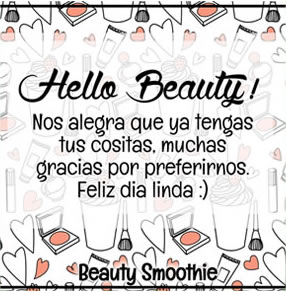 Hello Beauty!
Nos alegra que ya tengas
tus cositas, muchas
gracias por preferirnos.
Feliz dia linda :)
Beauty Smoothie